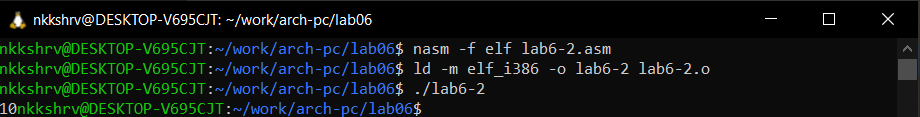 nkkshrv@DESKTOP-V695CJT: ~/work/arch-pc/lab06
nkkshrv@DESKTOP-V695CJT:~/work/arch-pc/lab06$ nasm -f elf lab6-2.asm
nkkshrv@DESKTOP-V695CJT:~/work/arch-pc/lab06$ ld -m elf_i386 -o lab6-2 lab6-2.o
nkkshrv@DESKTOP-V695CJT:~/work/arch-pc/lab06$ ./lab6-2
10nkkshrv@DESKTOP-V695CJT:~/work/arch-pc/lab06$